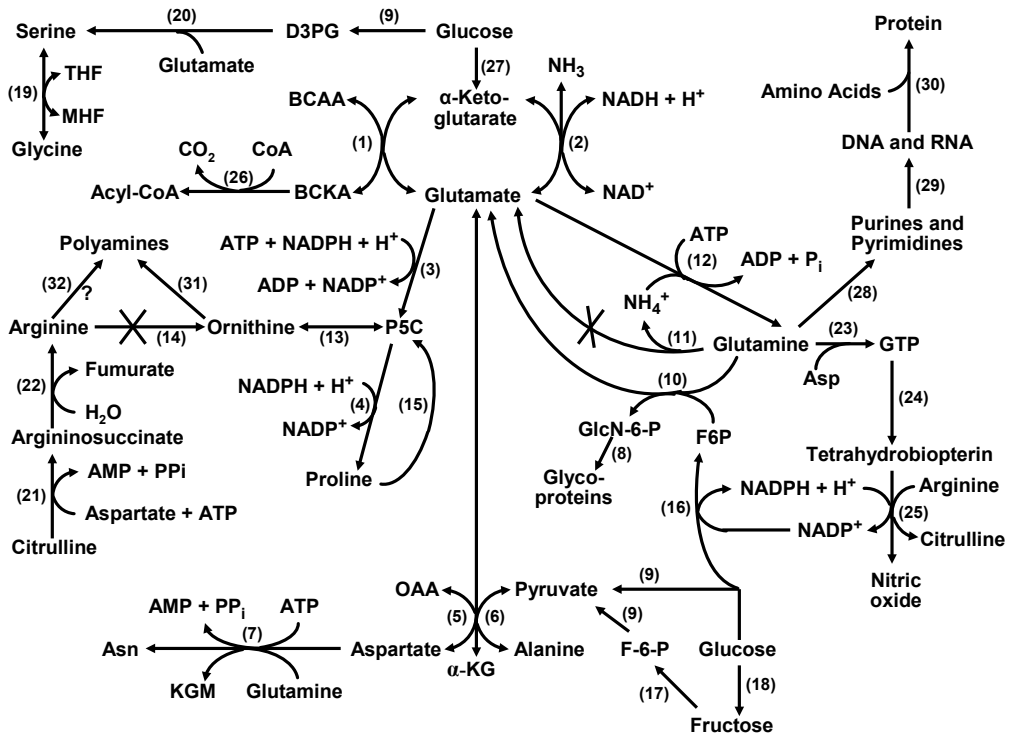 (20)
(9)
Protein
Serine
D3PG
Glucose
Glutamate
(27)
NH3
THF
(30)
BCAA
α-Keto-
glutarate
NADH + H+
Amino Acids
(19)
MHF
(1)
(2)
DNA and RNA
Glycine
CO2
CoA
(26)
Acyl-CoA
BCKA
Glutamate
NAD+
(29)
Purines and
Pyrimidines
Polyamines
ATP + NADPH + H+
ATP
(3)
(12)
ADP + Pi
(32)
?
(31)
ADP + NADP+
NH4+
(28)
Arginine
Ornithine
P5C
(23)
(14)
(13)
(11)
Glutamine
GTP
Fumurate
Asp
(22)
NADPH + H+
(10)
H2O
(4)
(15)
(24)
NADP+
GlcN-6-P
F6P
Argininosuccinate
(8)
Tetrahydrobiopterin
AMP + PPi
Proline
Glyco-
proteins
NADPH + H+
Arginine
(21)
(16)
(25)
Aspartate + ATP
NADP+
Citrulline
Citrulline
Nitric
oxide
(9)
OAA
Pyruvate
AMP + PPi
ATP
(5)
(6)
(9)
(7)
Asn
Aspartate
Alanine
F-6-P
Glucose
α-KG
KGM
Glutamine
(17)
(18)
Fructose